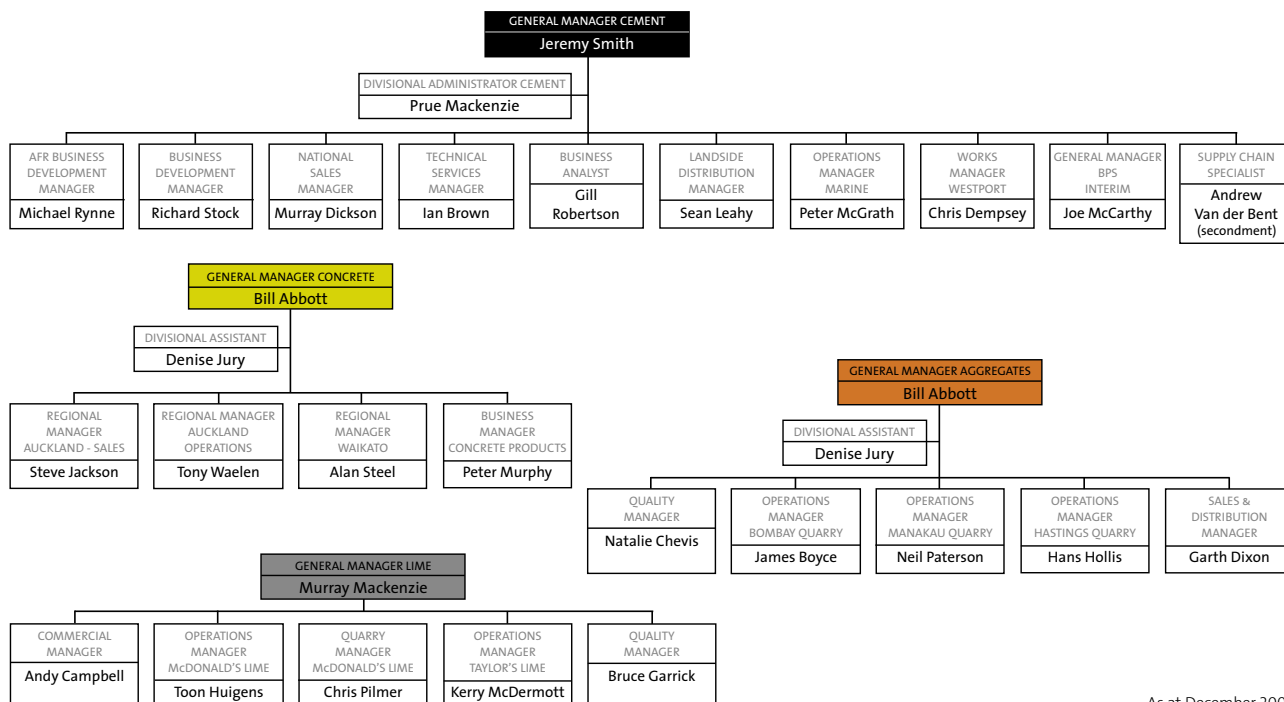 GENERAL MANAGER CEMENT
Jeremy Smith
DIVISIONAL ADMINISTRATOR CEMENT
Prue Mackenzie
AFR BUSINESS
DEVELOPMENT
MANAGER
Michael Rynne
BUSINESS
DEVELOPMENT
MANAGER
Richard Stock
NATIONAL
SALES
MANAGER
Murray Dickson
TECHNICAL
SERVICES
MANAGER
Ian Brown
BUSINESS
ANALYST
Gill
Robertson
LANDSIDE
DISTRIBUTION
MANAGER
Sean Leahy
OPERATIONS
MANAGER
MARINE
Peter McGrath
WORKS
MANAGER
WESTPORT
Chris Dempsey
GENERAL MANAGER
BPS
INTERIM
Joe McCarthy
SUPPLY CHAIN
SPECIALIST
Andrew
Van der Bent
(secondment)
GENERAL MANAGER CONCRETE
Bill Abbott
DIVISIONAL ASSISTANT
Denise Jury
REGIONAL
MANAGER
AUCKLAND - SALES
Steve Jackson
REGIONAL MANAGER
AUCKLAND
OPERATIONS
Tony Waelen
REGIONAL
MANAGER
WAIKATO
Alan Steel
BUSINESS
MANAGER
CONCRETE PRODUCTS
Peter Murphy
GENERAL MANAGER AGGREGATES
Bill Abbott
DIVISIONAL ASSISTANT
Denise Jury
QUALITY
MANAGER
Natalie Chevis
OPERATIONS
MANAGER
BOMBAY QUARRY
James Boyce
OPERATIONS
MANAGER
MANAKAU QUARRY
Neil Paterson
OPERATIONS
MANAGER
HASTINGS QUARRY
Hans Hollis
SALES &
DISTRIBUTION
MANAGER
Garth Dixon
GENERAL MANAGER LIME
Murray Mackenzie
COMMERCIAL
MANAGER
Andy Campbell
OPERATIONS
MANAGER
McDONALD'S LIME
Toon Huigens
QUARRY
MANAGER
McDONALD'S LIME
Chris Pilmer
OPERATIONS
MANAGER
TAYLOR'S LIME
Kerry McDermott
QUALITY
MANAGER
Bruce Garrick
As at December